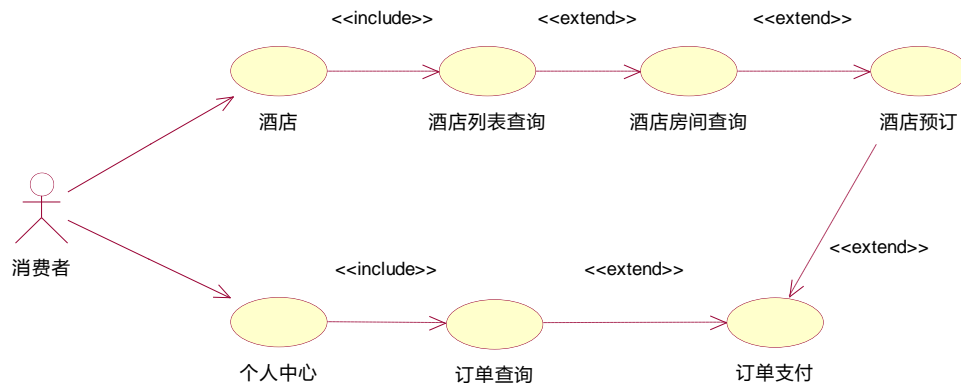 <<include>>
<<extend>>
<<extend>>
酒店
酒店列表查询
酒店房间查询
酒店预订
消费者
<<extend>>
<<include>>
<<extend>>
个人中心
订单查询
订单支付